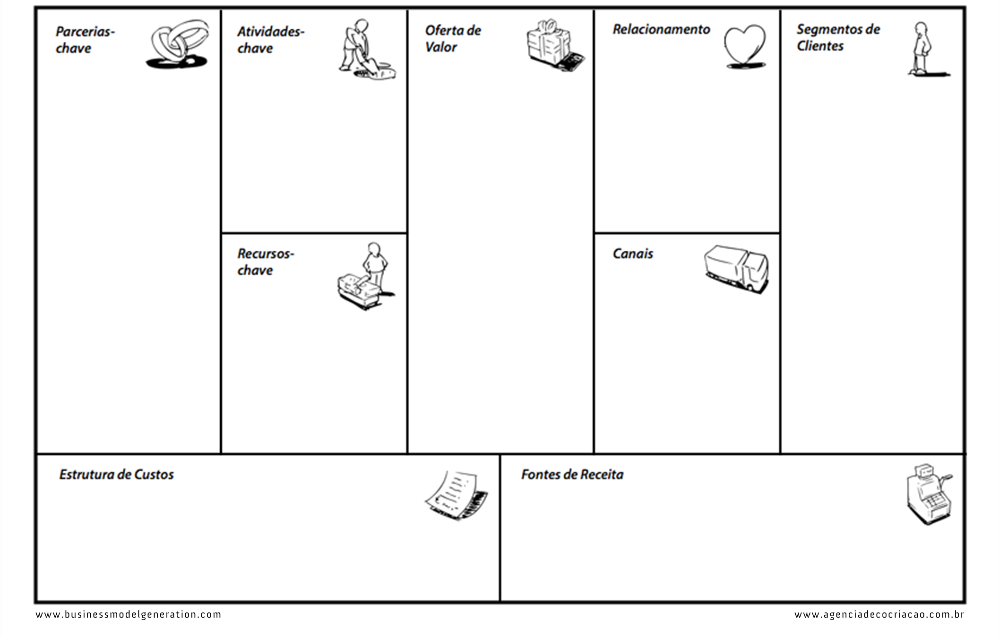 Parcerias-
chave
Atividades-
chave
Oferta de
Valor
Relacionamento
Segmentos de
Clientes
Recursos-
chave
Canais
Estrutura de Custos
Fontes de Receita
www.businessmodelgeneration.com
www.agenciadecocriacao.com.br